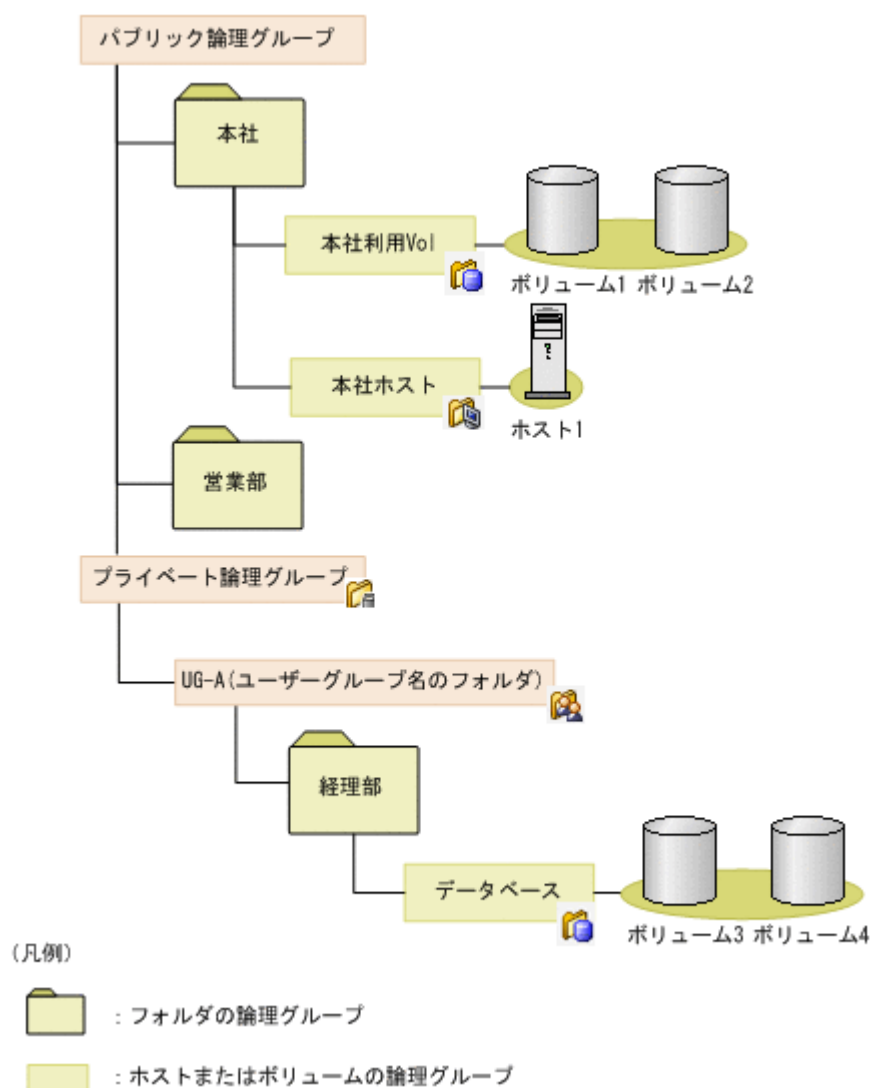 パブリック論理グループ
本社
本社利用Vol
ボリューム1 ボリューム2
本社ホスト
ホスト1
営業部
プライベート論理グループ
UG-A(ユーザーグループ名のフォルダ)
経理部
データベース
ボリューム3 ボリューム4
(凡例)
：フォルダの論理グループ
：ホストまたはボリュームの論理グループ